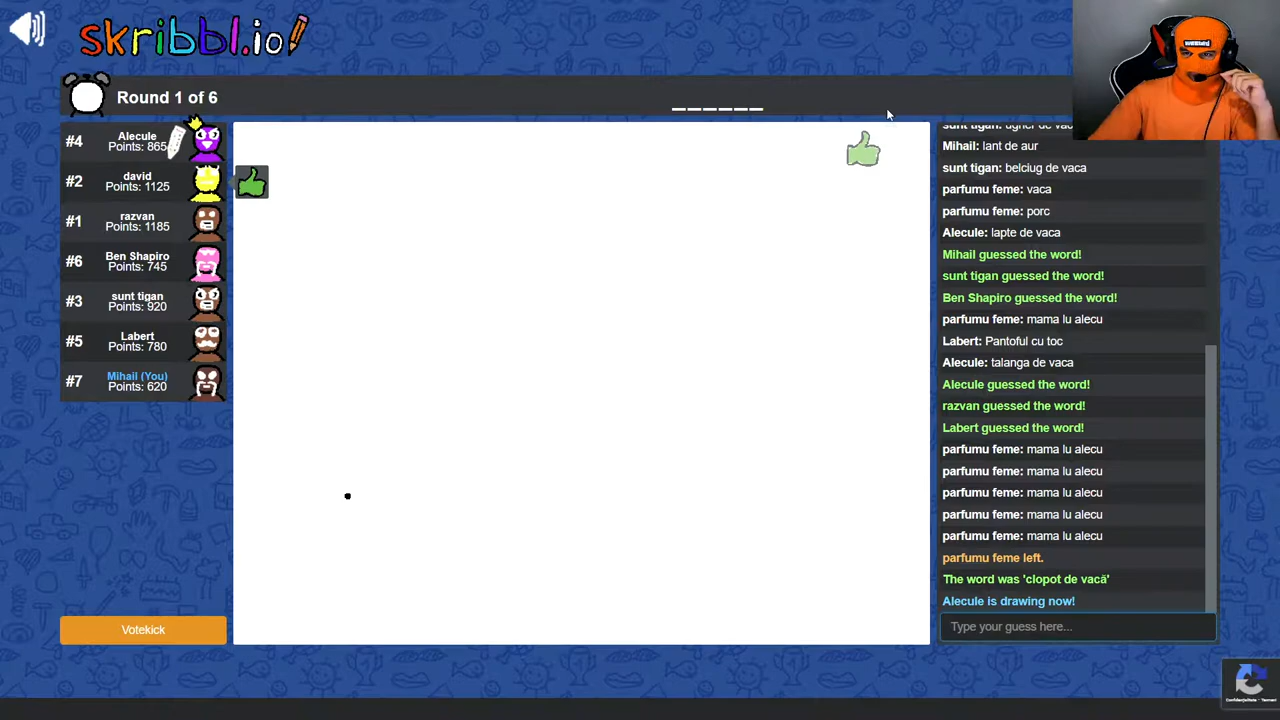 skribbl.io
wanted
Round 1 of 6
______
#4 Alecule
Points: 865
#2 david
Points: 1125
#1 razvan
Points: 1185
#6 Ben Shapiro
Points: 745
#3 sunt tigan
Points: 920
#5 Labert
Points: 780
#7 Mihail (You)
Points: 620
Votekick
sunt tigan: ugher de vaca
Mihail: lant de aur
sunt tigan: belciug de vaca
parfumu feme: vaca
parfumu feme: porc
Alecule: lapte de vaca
Mihail guessed the word!
sunt tigan guessed the word!
Ben Shapiro guessed the word!
parfumu feme: mama lu alecu
Labert: Pantoful cu toc
Alecule: talanga de vaca
Alecule guessed the word!
razvan guessed the word!
Labert guessed the word!
parfumu feme: mama lu alecu
parfumu feme: mama lu alecu
parfumu feme: mama lu alecu
parfumu feme: mama lu alecu
parfumu feme: mama lu alecu
parfumu feme left.
The word was 'clopot de vacă'
Alecule is drawing now!
Type your guess here...